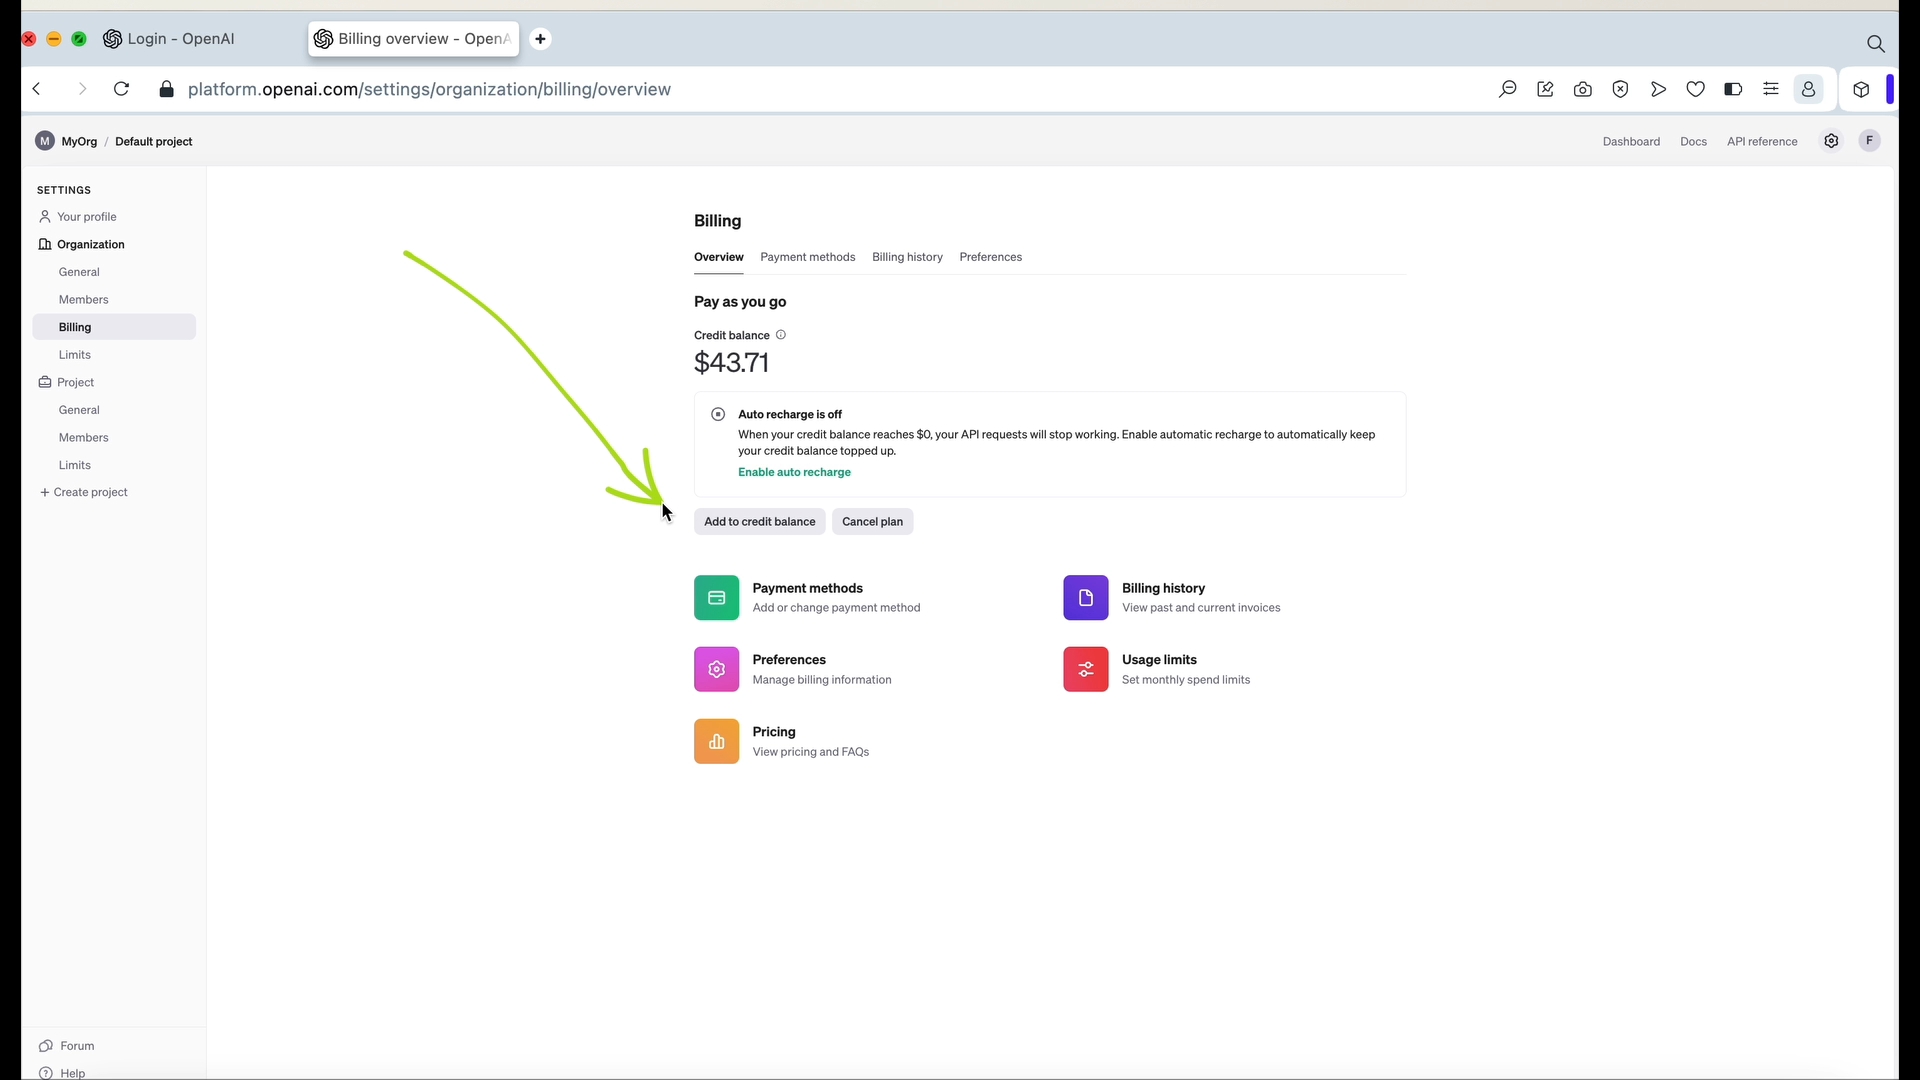 Login - OpenAI
Billing overview - OpenA
platform.openai.com/settings/organization/billing/overview
M MyOrg / Default project
Dashboard Docs API reference F
SETTINGS
Your profile
Organization
General
Members
Billing
Limits
Project
General
Members
Limits
+ Create project
Forum
Help
Billing
Overview Payment methods Billing history Preferences
Pay as you go
Credit balance
$43.71
Auto recharge is off
When your credit balance reaches $0, your API requests will stop working. Enable automatic recharge to automatically keep
your credit balance topped up.
Enable auto recharge
Add to credit balance Cancel plan
Payment methods
Add or change payment method
Billing history
View past and current invoices
Preferences
Manage billing information
Usage limits
Set monthly spend limits
Pricing
View pricing and FAQs